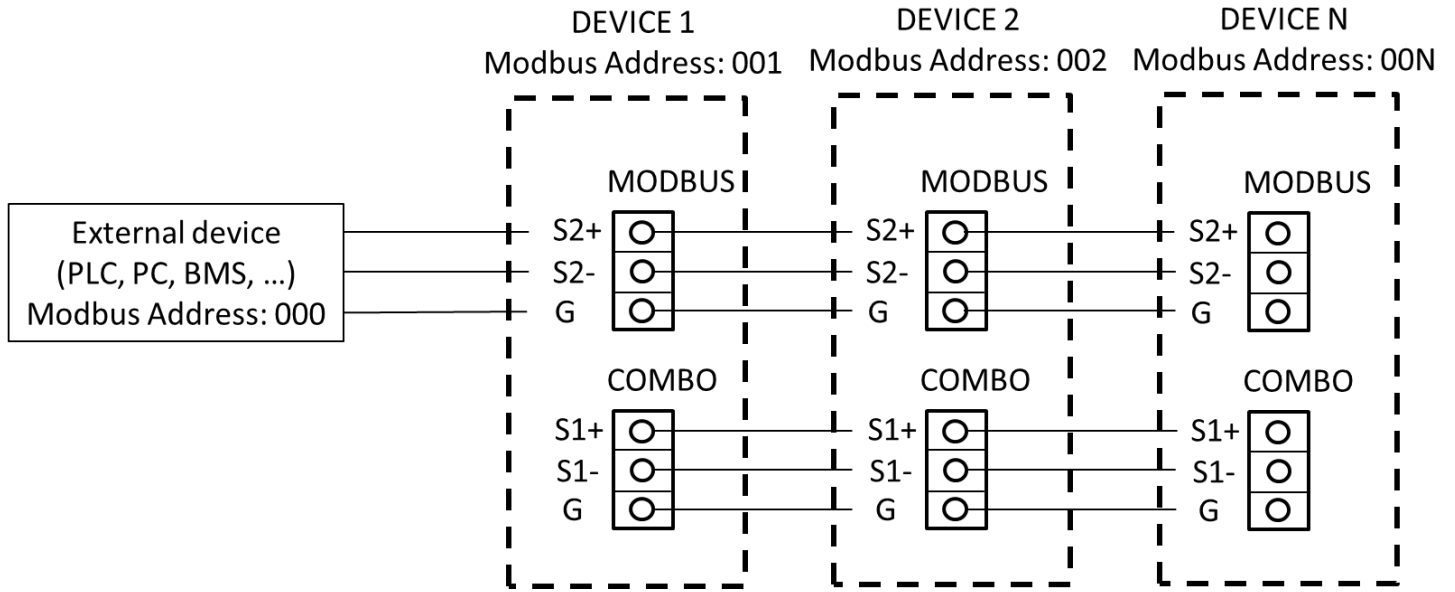 DEVICE 1
Modbus Address: 001
DEVICE 2
Modbus Address: 002
DEVICE N
Modbus Address: 00N
External device
(PLC, PC, BMS, ...)
Modbus Address: 000
MODBUS
S2+
S2-
G
COMBO
S1+
S1-
G
MODBUS
S2+
S2-
G
COMBO
S1+
S1-
G
MODBUS
S2+
S2-
G
COMBO
S1+
S1-
G